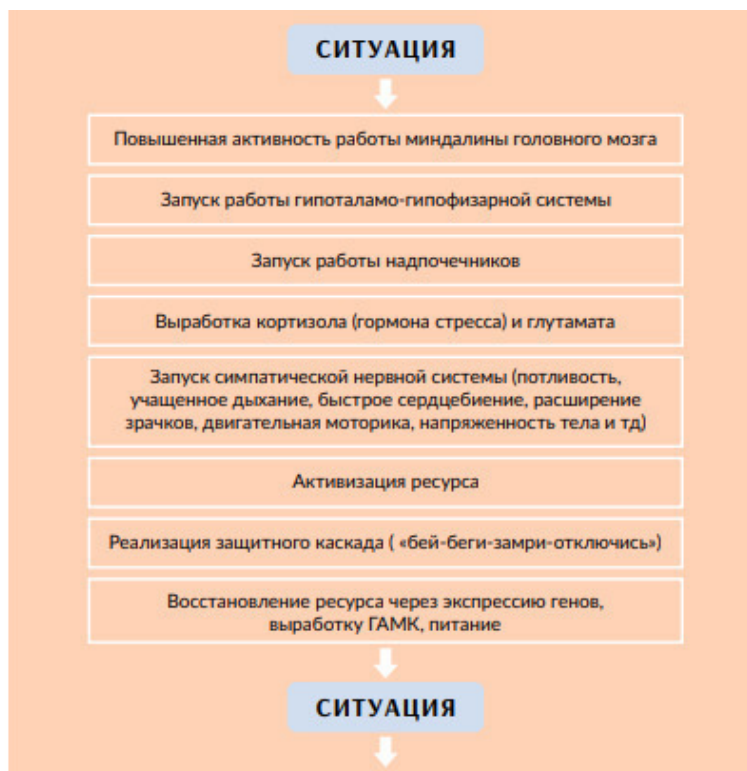 СИТУАЦИЯ
Повышенная активность работы миндалины головного мозга
Запуск работы гипоталамо-гипофизарной системы
Запуск работы надпочечников
Выработка кортизола (гормона стресса) и глутамата
Запуск симпатической нервной системы (потливость,
учащенное дыхание, быстрое сердцебиение, расширение
зрачков, двигательная моторика, напряженность тела и тд)
Активизация ресурса
Реализация защитного каскада ( «бей-беги-замри-отключись»)
Восстановление ресурса через экспрессию генов,
выработку ГАМК, питание
СИТУАЦИЯ